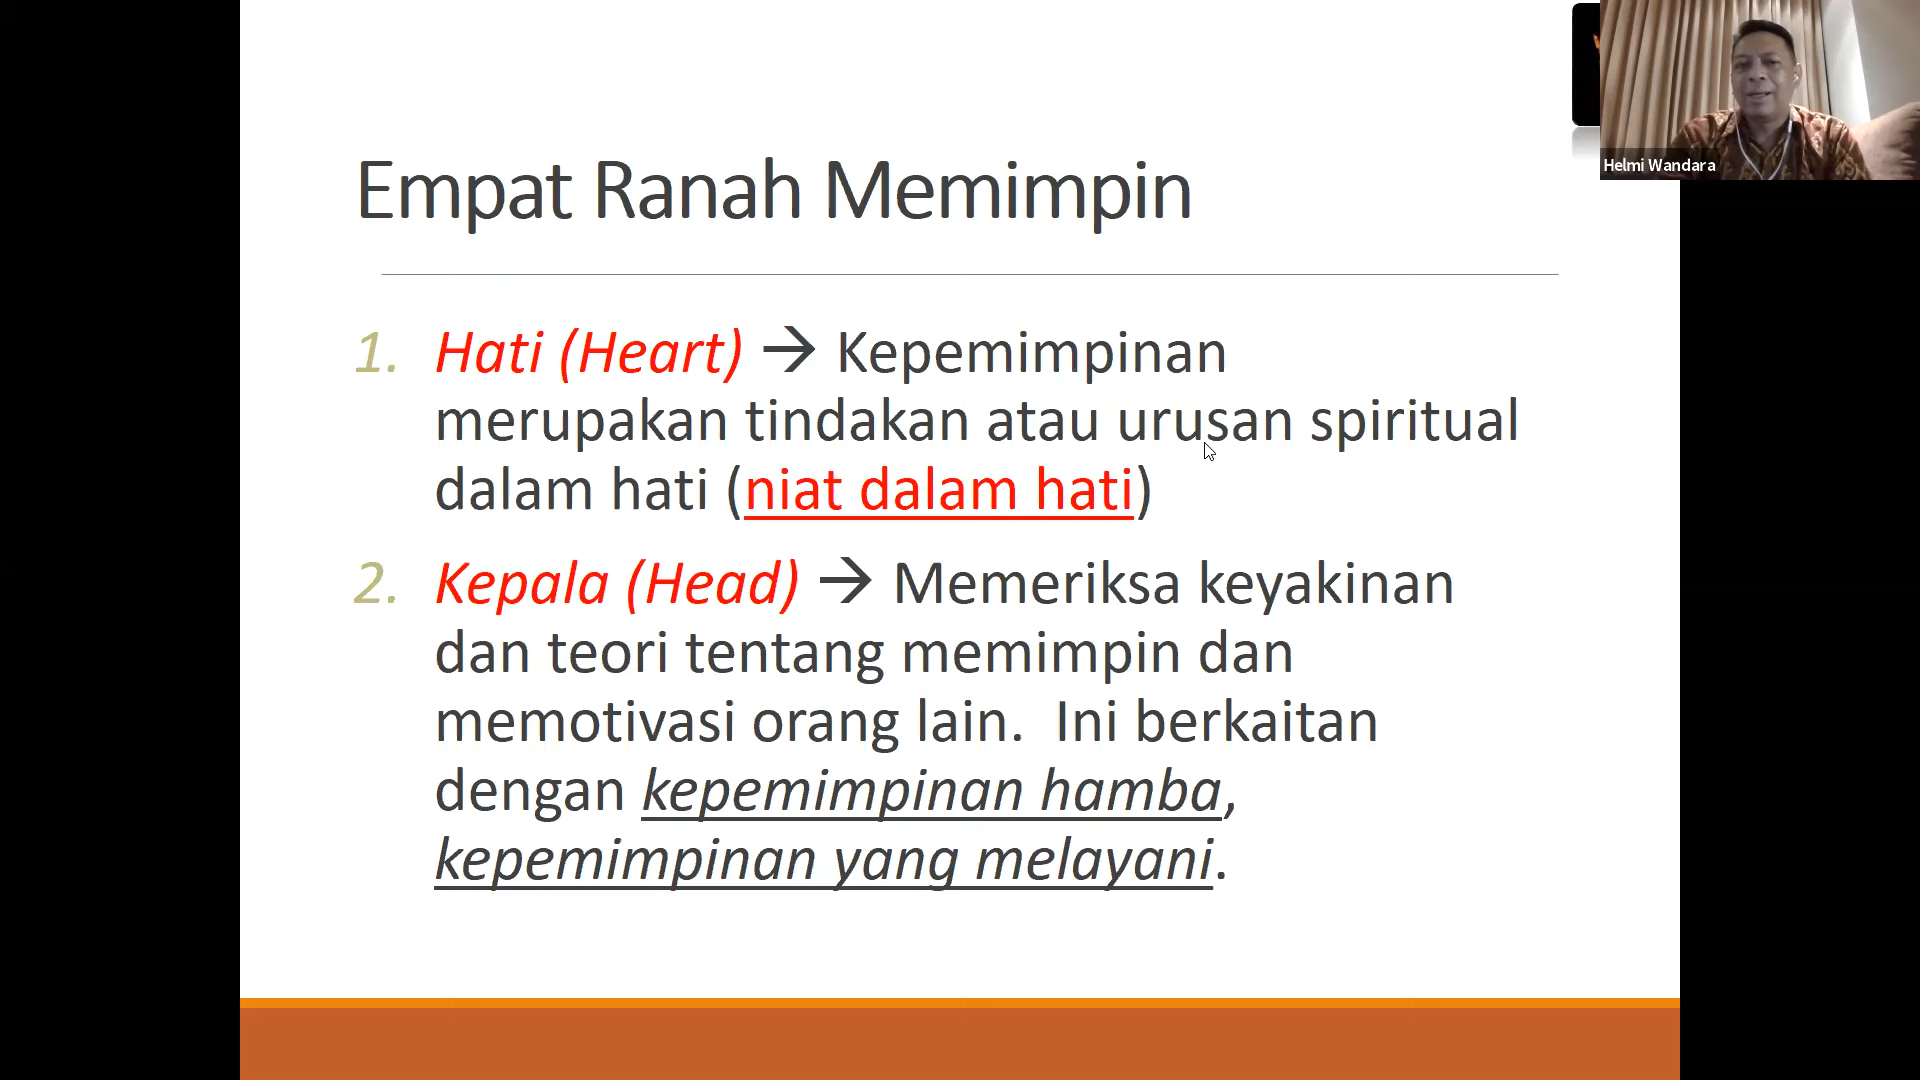 Empat Ranah Memimpin
1. Hati (Heart) → Kepemimpinan
merupakan tindakan atau urusan spiritual
dalam hati (niat dalam hati)
2. Kepala (Head) → Memeriksa keyakinan
dan teori tentang memimpin dan
memotivasi orang lain.  Ini berkaitan
dengan kepemimpinan hamba,
kepemimpinan yang melayani.
Helmi Wandara